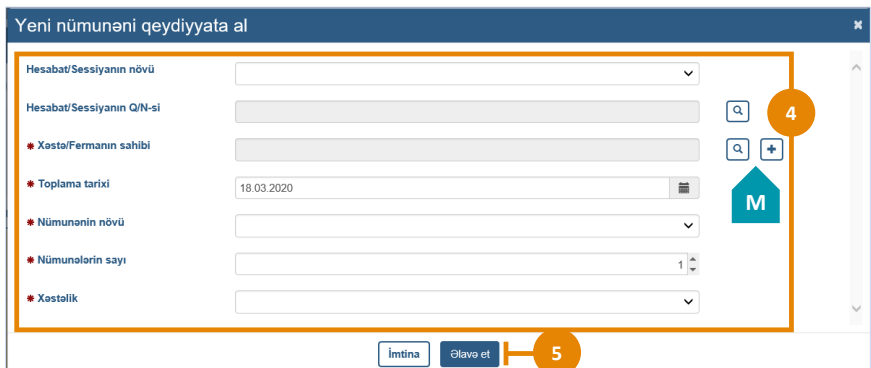 Yeni nümunəni qeydiyyata al
Hesabat/Sessiyanın növü
Hesabat/Sessiyanın Q/N-si
4
* Xəstə/Fermanın sahibi
* Toplama tarixi
18.03.2020
M
* Nümunənin növü
* Nümunələrin sayı
1
* Xəstəlik
İmtina
Əlavə et
5